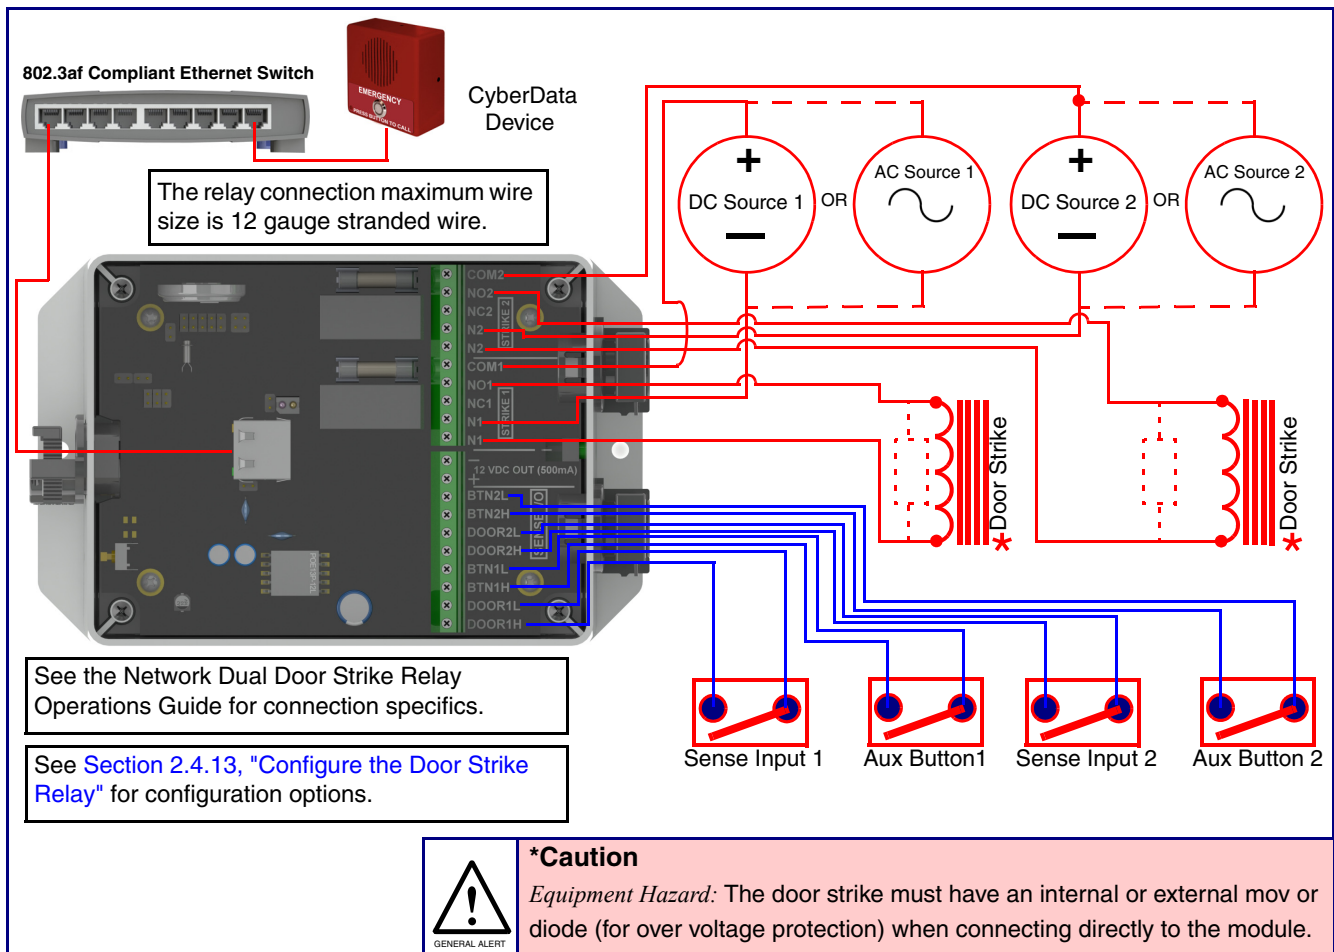 802.3af Compliant Ethernet Switch
EMERGENCY
PRESS BUTTON TO CALL
CyberData
Device
The relay connection maximum wire
size is 12 gauge stranded wire.
+
DC Source 1
—
OR
AC Source 1
+
DC Source 2
—
OR
AC Source 2
COM2
NO2
NC2
N2
N2
STRIKE 2
COM1
NO1
NC1
N1
N1
STRIKE 1
–
+
12 VDC OUT (500mA)
BTN2L
BTN2H
DOOR2L
DOOR2H
BTN1L
BTN1H
DOOR1L
DOOR1H
POE13P-12L
*Door Strike
*Door Strike
Sense Input 1
Aux Button1
Sense Input 2
Aux Button 2
See the Network Dual Door Strike Relay
Operations Guide for connection specifics.
See Section 2.4.13, "Configure the Door Strike
Relay" for configuration options.
GENERAL ALERT
*Caution
Equipment Hazard: The door strike must have an internal or external mov or
diode (for over voltage protection) when connecting directly to the module.